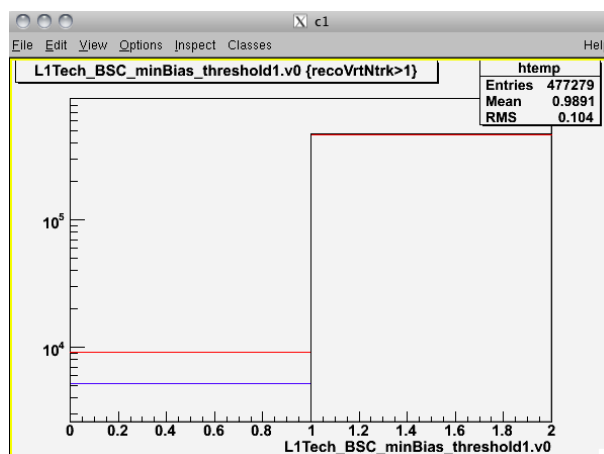 c1
File Edit View Options Inspect Classes Hel
L1Tech_BSC_minBias_threshold1.v0 {recoVrtNtrk>1}
htemp
Entries 477279
Mean 0.9891
RMS 0.104
10^5
10^4
0 0.2 0.4 0.6 0.8 1 1.2 1.4 1.6 1.8 2
L1Tech_BSC_minBias_threshold1.v0